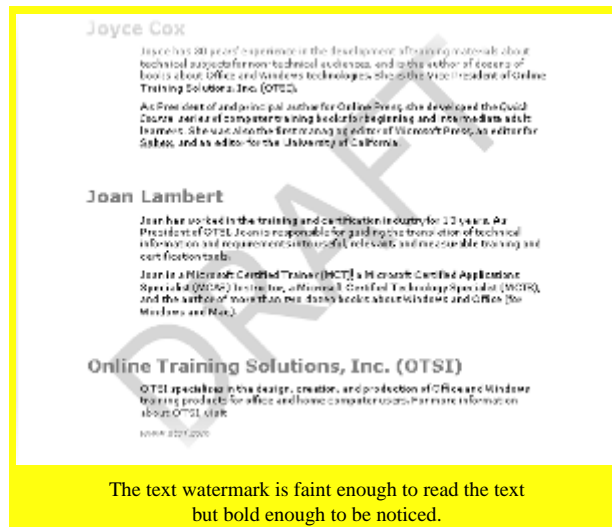 Joyce Cox
Joyce has 30 years' experience in the development of training materials about
technical subjects for non-technical audiences, and is the author of dozens of
books about Office and Windows technologies. She is the Vice President of Online
Training Solutions, Inc. (OTSI).
As President of and principal author for Online Press, she developed the Quick
Course series of computer training books for beginning and intermediate adult
learners. She was also the first managing editor of Microsoft Press, an editor for
Sybex, and an editor for the University of California.
Joan Lambert
Joan has worked in the training and certification industry for 12 years. As
President of OTSI, Joan is responsible for guiding the translation of technical
information and requirements into useful, relevant, and measurable training and
certification tools.
Joan is a Microsoft Certified Trainer (MCT), a Microsoft Certified Applications
Specialist (MCAS) Instructor, a Microsoft Certified Technology Specialist (MCTS),
and the author of more than two dozen books about Windows and Office (for
Windows and Mac).
Online Training Solutions, Inc. (OTSI)
OTSI specializes in the design, creation, and production of Office and Windows
training products for office and home computer users. For more information
about OTSI, visit
www.otsi.com
DRAFT
The text watermark is faint enough to read the text
but bold enough to be noticed.